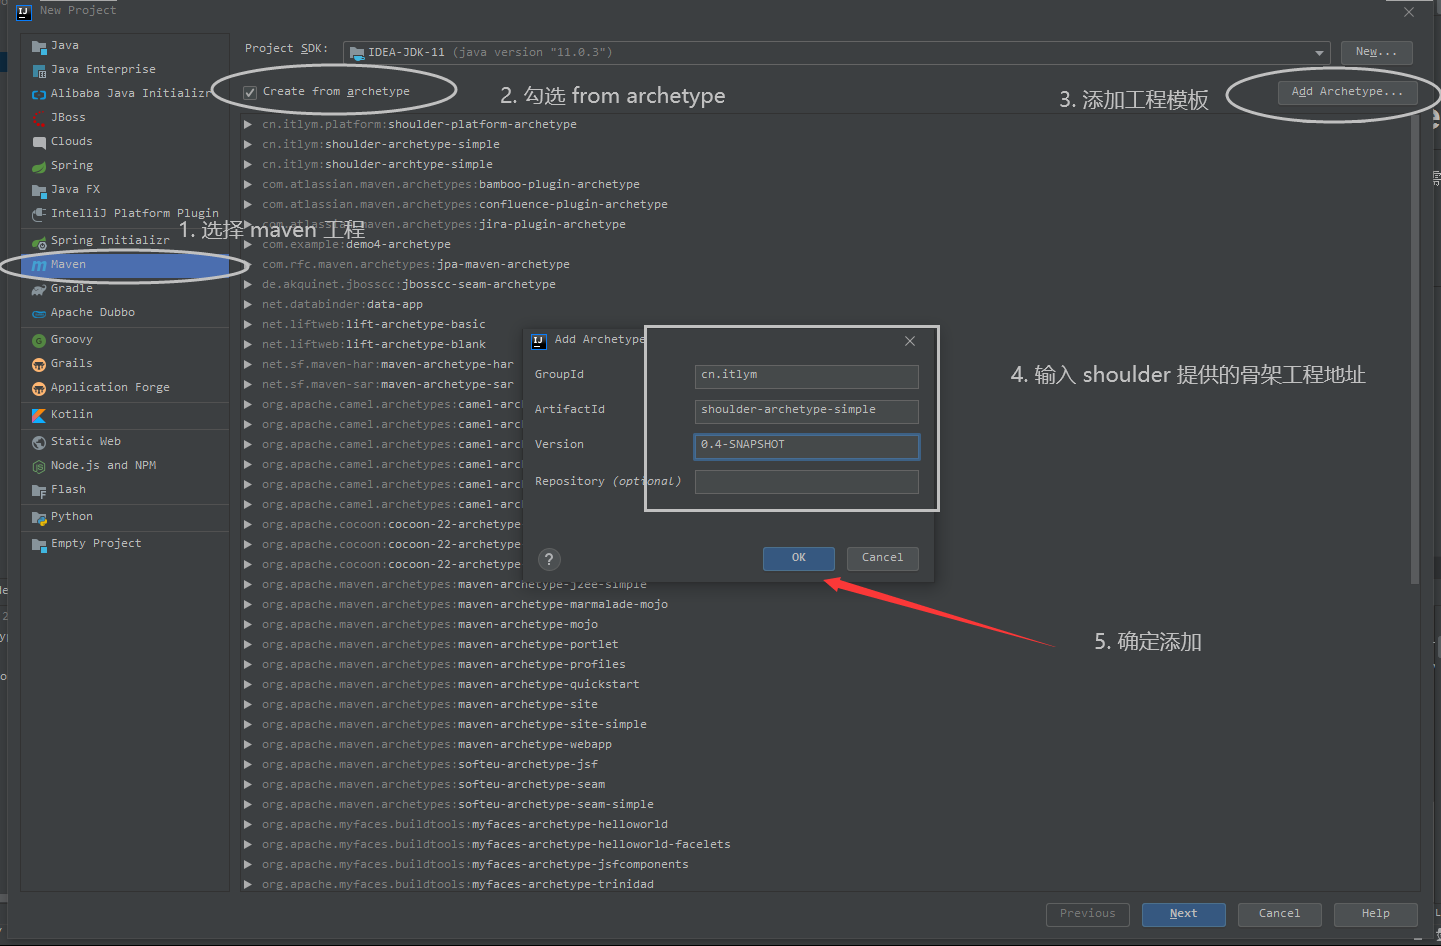 New Project
Java
Java Enterprise
Alibaba Java Initializr
JBoss
Clouds
Spring
Java FX
IntelliJ Platform Plugin
Spring Initializr
Maven
Gradle
Apache Dubbo
Groovy
Grails
Application Forge
Kotlin
Static Web
Node.js and NPM
Flash
Python
Empty Project
1. 选择 maven 工程
Project SDK: IDEA-JDK-11 (java version "11.0.3") New...
Create from archetype
2. 勾选 from archetype
3. 添加工程模板
Add Archetype...
cn.itlym.platform:shoulder-platform-archetype
cn.itlym:shoulder-archetype-simple
cn.itlym:shoulder-archtype-simple
com.atlassian.maven.archetypes:bamboo-plugin-archetype
com.atlassian.maven.archetypes:confluence-plugin-archetype
com.atlassian.maven.archetypes:jira-plugin-archetype
com.example:demo4-archetype
com.rfc.maven.archetypes:jpa-maven-archetype
de.akquinet.jbosscc:jbosscc-seam-archetype
net.databinder:data-app
net.liftweb:lift-archetype-basic
net.liftweb:lift-archetype-blank
net.sf.maven-har:maven-archetype-har
net.sf.maven-sar:maven-archetype-sar
org.apache.camel.archetypes:camel-arc
org.apache.camel.archetypes:camel-arc
org.apache.camel.archetypes:camel-arc
org.apache.camel.archetypes:camel-arc
org.apache.camel.archetypes:camel-arc
org.apache.camel.archetypes:camel-arc
org.apache.cocoon:cocoon-22-archetype
org.apache.cocoon:cocoon-22-archetype
org.apache.cocoon:cocoon-22-archetype
org.apache.maven.archetypes:maven-archetype-j2ee-simple
org.apache.maven.archetypes:maven-archetype-marmalade-mojo
org.apache.maven.archetypes:maven-archetype-mojo
org.apache.maven.archetypes:maven-archetype-portlet
org.apache.maven.archetypes:maven-archetype-profiles
org.apache.maven.archetypes:maven-archetype-quickstart
org.apache.maven.archetypes:maven-archetype-site
org.apache.maven.archetypes:maven-archetype-site-simple
org.apache.maven.archetypes:maven-archetype-webapp
org.apache.maven.archetypes:softeu-archetype-jsf
org.apache.maven.archetypes:softeu-archetype-seam
org.apache.maven.archetypes:softeu-archetype-seam-simple
org.apache.myfaces.buildtools:myfaces-archetype-helloworld
org.apache.myfaces.buildtools:myfaces-archetype-helloworld-facelets
org.apache.myfaces.buildtools:myfaces-archetype-jsfcomponents
org.apache.myfaces.buildtools:myfaces-archetype-trinidad
Add Archetype
GroupId cn.itlym
ArtifactId shoulder-archetype-simple
Version 0.4-SNAPSHOT
Repository (optional)
? OK Cancel
4. 输入 shoulder 提供的骨架工程地址
5. 确定添加
Previous Next Cancel Help